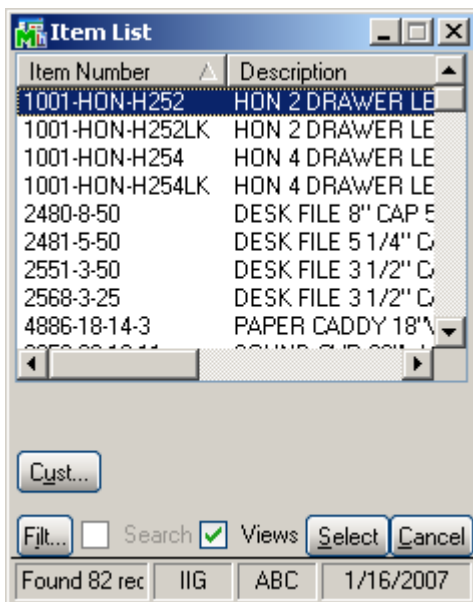 Item List
Item Number Description
1001-HON-H252 HON 2 DRAWER LE
1001-HON-H252LK HON 2 DRAWER LE
1001-HON-H254 HON 4 DRAWER LE
1001-HON-H254LK HON 4 DRAWER LE
2480-8-50 DESK FILE 8" CAP 5
2481-5-50 DESK FILE 5 1/4" CA
2551-3-50 DESK FILE 3 1/2" CA
2568-3-25 DESK FILE 3 1/2" CA
4886-18-14-3 PAPER CADDY 18"
Cust...
Filt... Search Views Select Cancel
Found 82 rec IIG ABC 1/16/2007